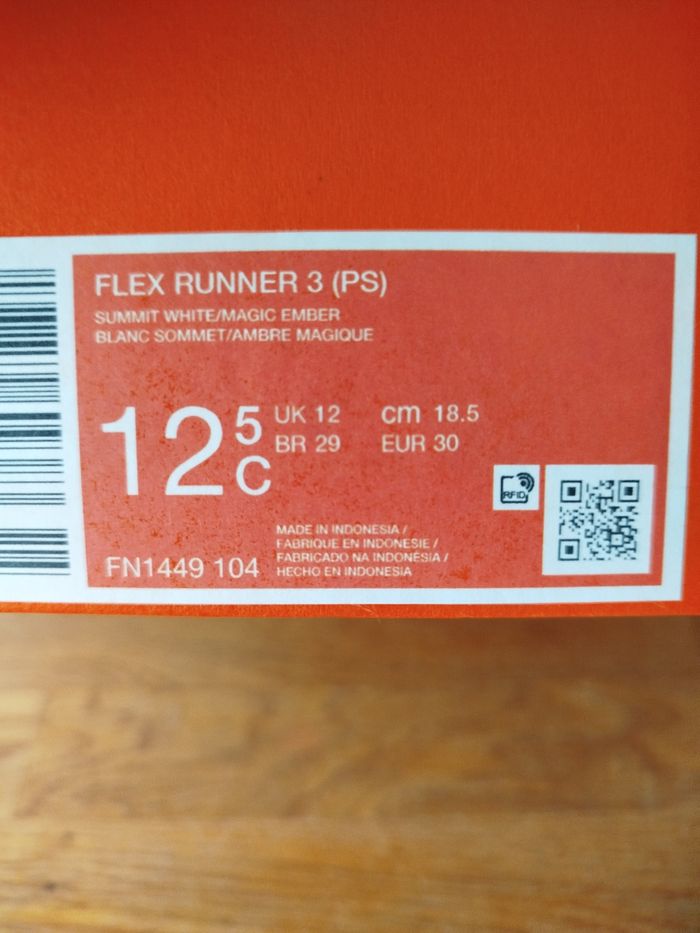 FLEX RUNNER 3 (PS)
SUMMIT WHITE/MAGIC EMBER
BLANC SOMMET/AMBRE MAGIQUE
12 5 C
UK 12 cm 18.5
BR 29 EUR 30
RFID
MADE IN INDONESIA /
FABRIQUE EN INDONESIE /
FABRICADO NA INDONÉSIA /
HECHO EN INDONESIA
FN1449 104